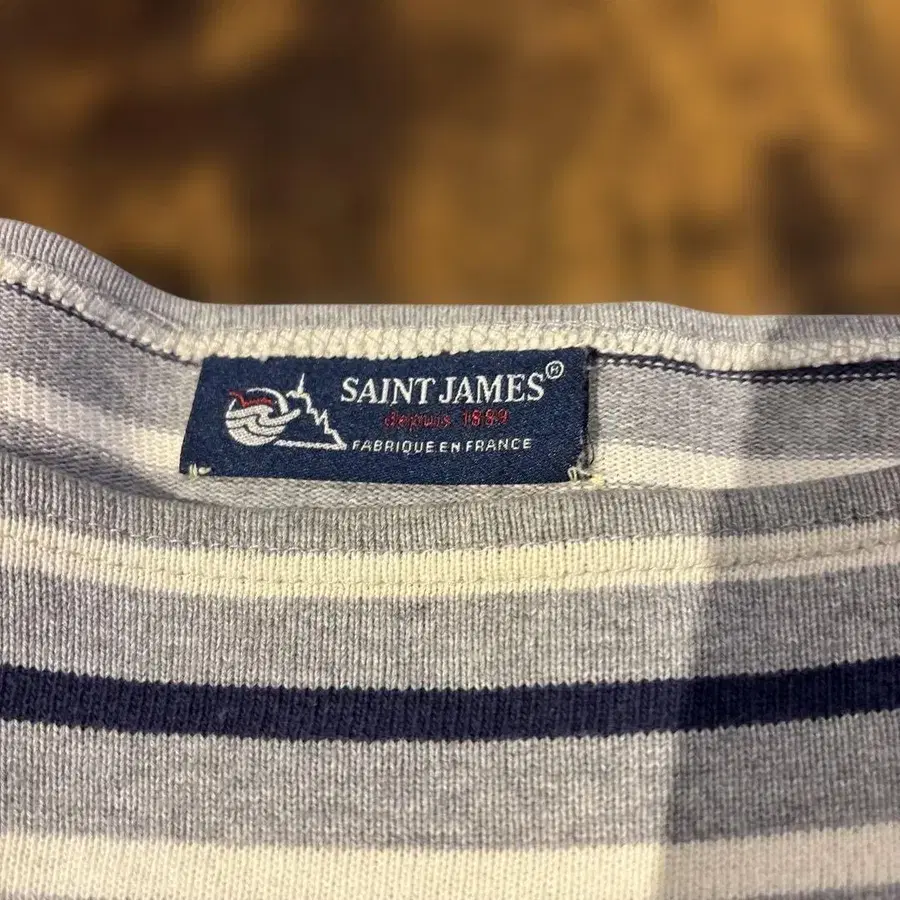 SAINT JAMES®
depuis 1889
FABRIQUE EN FRANCE